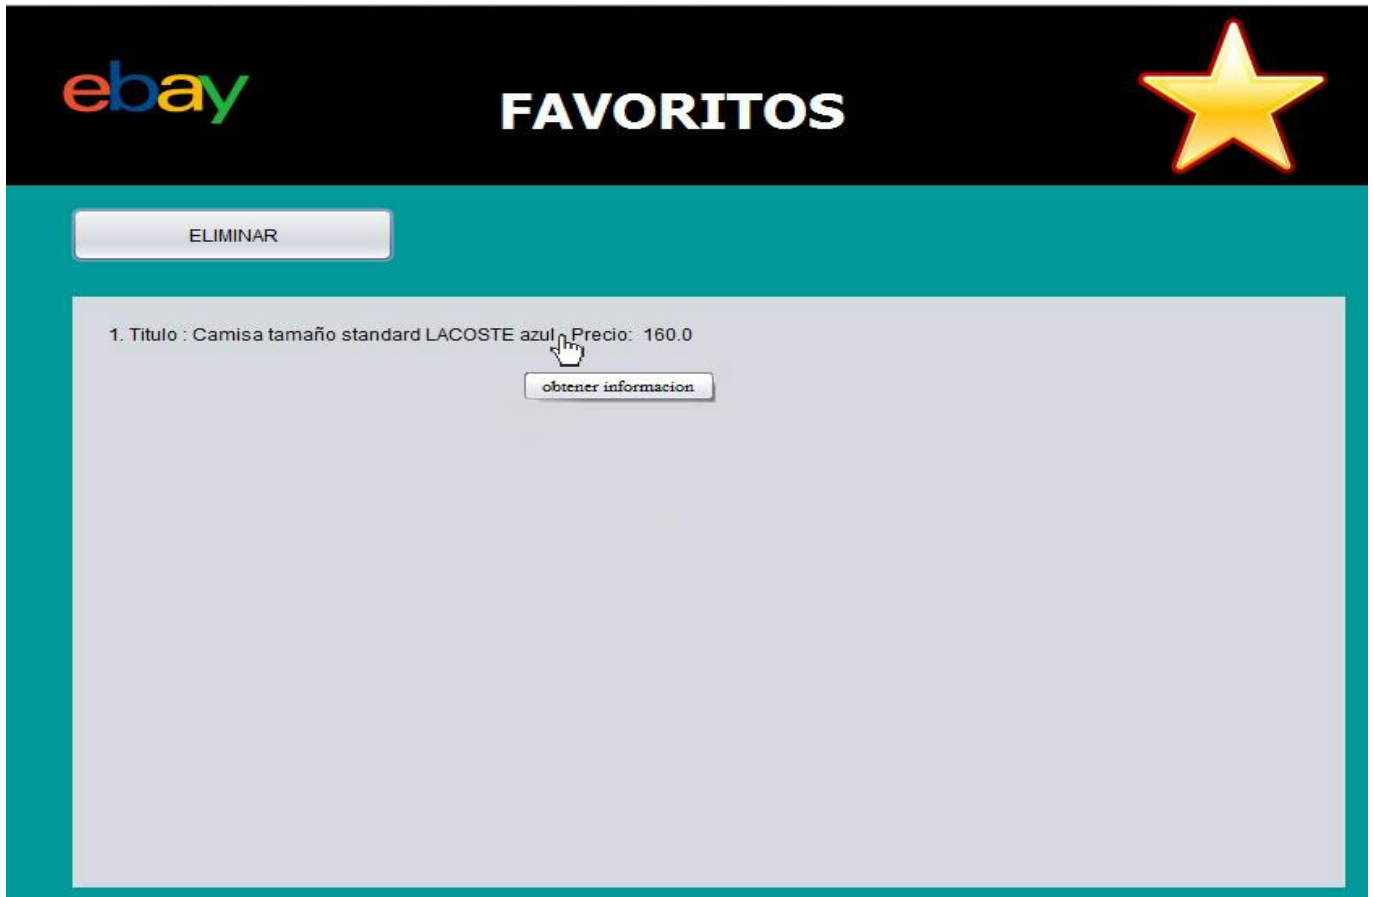 ebay
FAVORITOS
ELIMINAR
1. Titulo : Camisa tamaño standard LACOSTE azul - Precio: 160.0
obtener informacion